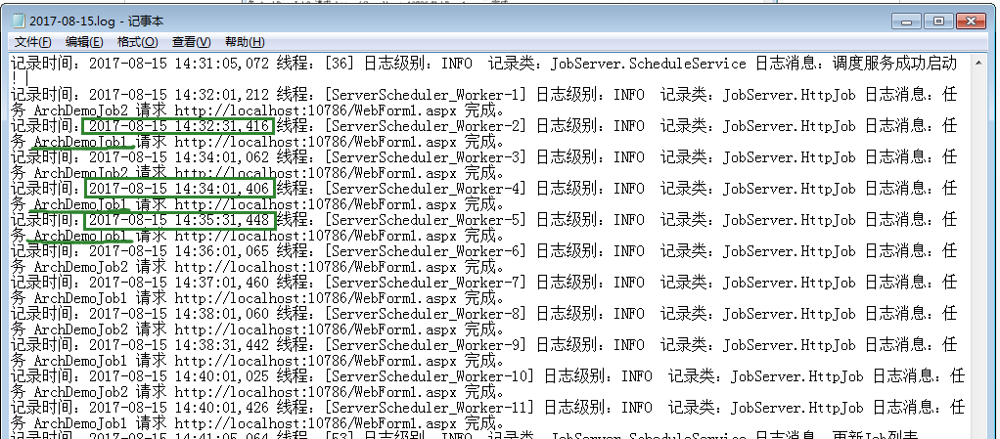 2017-08-15.log - 记事本
文件(F) 编辑(E) 格式(O) 查看(V) 帮助(H)
记录时间：2017-08-15 14:31:05,072 线程：[36] 日志级别：INFO 记录类：JobServer.ScheduleService 日志消息：调度服务成功启动
！
记录时间：2017-08-15 14:32:01,212 线程：[ServerScheduler_Worker-1] 日志级别：INFO 记录类：JobServer.HttpJob 日志消息：任
务 ArchDemoJob2 请求 http://localhost:10786/WebForm1.aspx 完成。
记录时间：2017-08-15 14:32:31,416 线程：[ServerScheduler_Worker-2] 日志级别：INFO 记录类：JobServer.HttpJob 日志消息：任
务 ArchDemoJob1 请求 http://localhost:10786/WebForm1.aspx 完成。
记录时间：2017-08-15 14:34:01,062 线程：[ServerScheduler_Worker-3] 日志级别：INFO 记录类：JobServer.HttpJob 日志消息：任
务 ArchDemoJob2 请求 http://localhost:10786/WebForm1.aspx 完成。
记录时间：2017-08-15 14:34:01,406 线程：[ServerScheduler_Worker-4] 日志级别：INFO 记录类：JobServer.HttpJob 日志消息：任
务 ArchDemoJob1 请求 http://localhost:10786/WebForm1.aspx 完成。
记录时间：2017-08-15 14:35:31,448 线程：[ServerScheduler_Worker-5] 日志级别：INFO 记录类：JobServer.HttpJob 日志消息：任
务 ArchDemoJob1 请求 http://localhost:10786/WebForm1.aspx 完成。
记录时间：2017-08-15 14:36:01,065 线程：[ServerScheduler_Worker-6] 日志级别：INFO 记录类：JobServer.HttpJob 日志消息：任
务 ArchDemoJob2 请求 http://localhost:10786/WebForm1.aspx 完成。
记录时间：2017-08-15 14:37:01,460 线程：[ServerScheduler_Worker-7] 日志级别：INFO 记录类：JobServer.HttpJob 日志消息：任
务 ArchDemoJob1 请求 http://localhost:10786/WebForm1.aspx 完成。
记录时间：2017-08-15 14:38:01,060 线程：[ServerScheduler_Worker-8] 日志级别：INFO 记录类：JobServer.HttpJob 日志消息：任
务 ArchDemoJob2 请求 http://localhost:10786/WebForm1.aspx 完成。
记录时间：2017-08-15 14:38:31,442 线程：[ServerScheduler_Worker-9] 日志级别：INFO 记录类：JobServer.HttpJob 日志消息：任
务 ArchDemoJob1 请求 http://localhost:10786/WebForm1.aspx 完成。
记录时间：2017-08-15 14:40:01,025 线程：[ServerScheduler_Worker-10] 日志级别：INFO 记录类：JobServer.HttpJob 日志消息：任
务 ArchDemoJob2 请求 http://localhost:10786/WebForm1.aspx 完成。
记录时间：2017-08-15 14:40:01,426 线程：[ServerScheduler_Worker-11] 日志级别：INFO 记录类：JobServer.HttpJob 日志消息：任
务 ArchDemoJob1 请求 http://localhost:10786/WebForm1.aspx 完成。
记录时间：2017-08-15 14:41:05,064 线程：[53] 日志级别：INFO 记录类：JobServer.ScheduleService 日志消息：更新Job列表